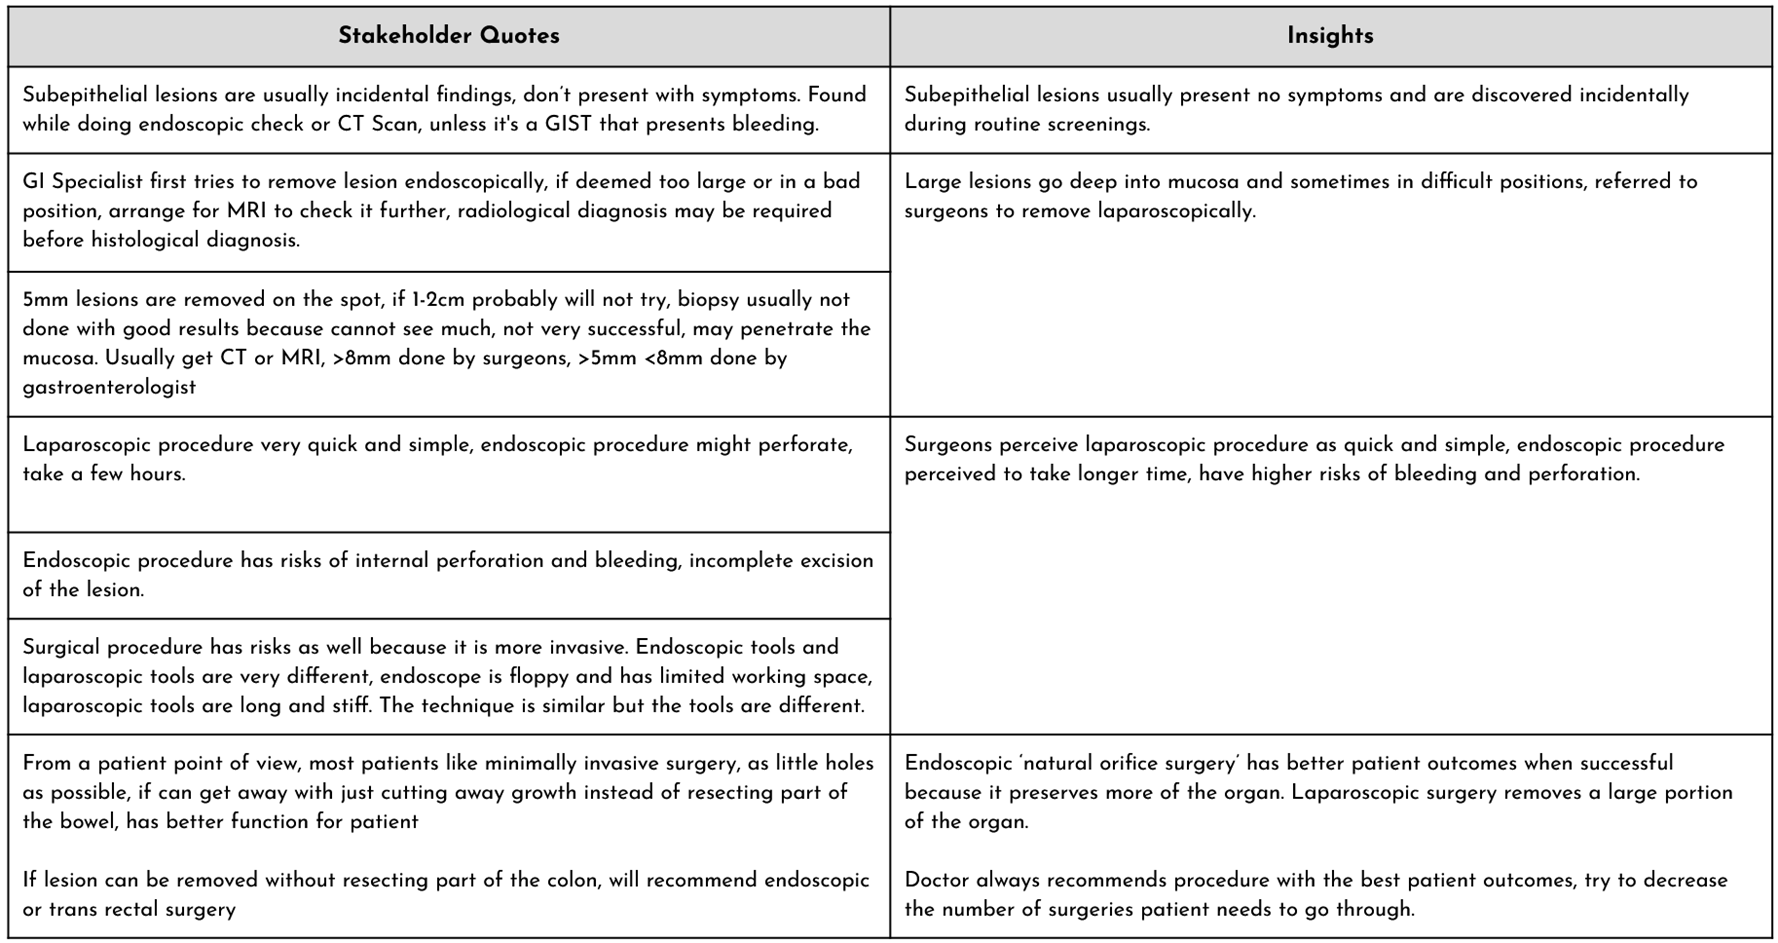 Stakeholder Quotes
Insights
Subepithelial lesions are usually incidental findings, don't present with symptoms. Found
while doing endoscopic check or CT Scan, unless it's a GIST that presents bleeding.
Subepithelial lesions usually present no symptoms and are discovered incidentally
during routine screenings.
GI Specialist first tries to remove lesion endoscopically, if deemed too large or in a bad
position, arrange for MRI to check it further, radiological diagnosis may be required
before histological diagnosis.
Large lesions go deep into mucosa and sometimes in difficult positions, referred to
surgeons to remove laparoscopically.
5mm lesions are removed on the spot, if 1-2cm probably will not try, biopsy usually not
done with good results because cannot see much, not very successful, may penetrate the
mucosa. Usually get CT or MRI, >8mm done by surgeons, >5mm <8mm done by
gastroenterologist
Laparoscopic procedure very quick and simple, endoscopic procedure might perforate,
take a few hours.
Surgeons perceive laparoscopic procedure as quick and simple, endoscopic procedure
perceived to take longer time, have higher risks of bleeding and perforation.
Endoscopic procedure has risks of internal perforation and bleeding, incomplete excision
of the lesion.
Surgical procedure has risks as well because it is more invasive. Endoscopic tools and
laparoscopic tools are very different, endoscope is floppy and has limited working space,
laparoscopic tools are long and stiff. The technique is similar but the tools are different.
From a patient point of view, most patients like minimally invasive surgery, as little holes
as possible, if can get away with just cutting away growth instead of resecting part of
the bowel, has better function for patient
If lesion can be removed without resecting part of the colon, will recommend endoscopic
or trans rectal surgery
Endoscopic 'natural orifice surgery' has better patient outcomes when successful
because it preserves more of the organ. Laparoscopic surgery removes a large portion
of the organ.
Doctor always recommends procedure with the best patient outcomes, try to decrease
the number of surgeries patient needs to go through.